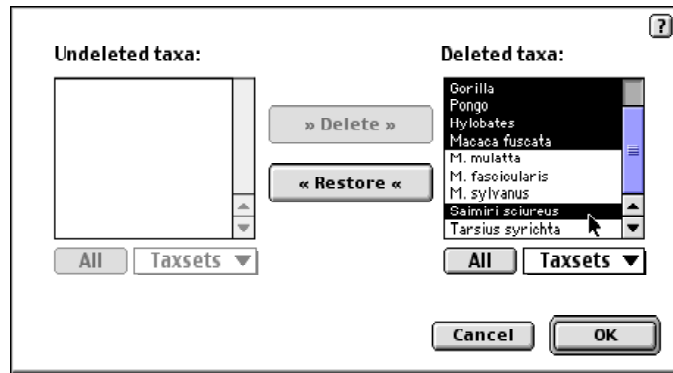 ?
Undeleted taxa:
Deleted taxa:
» Delete »
« Restore «
Gorilla
Pongo
Hylobates
Macaca fuscata
M. mulatta
M. fascicularis
M. sylvanus
Saimiri sciureus
Tarsius syrichta
All
Taxsets
All
Taxsets
Cancel
OK